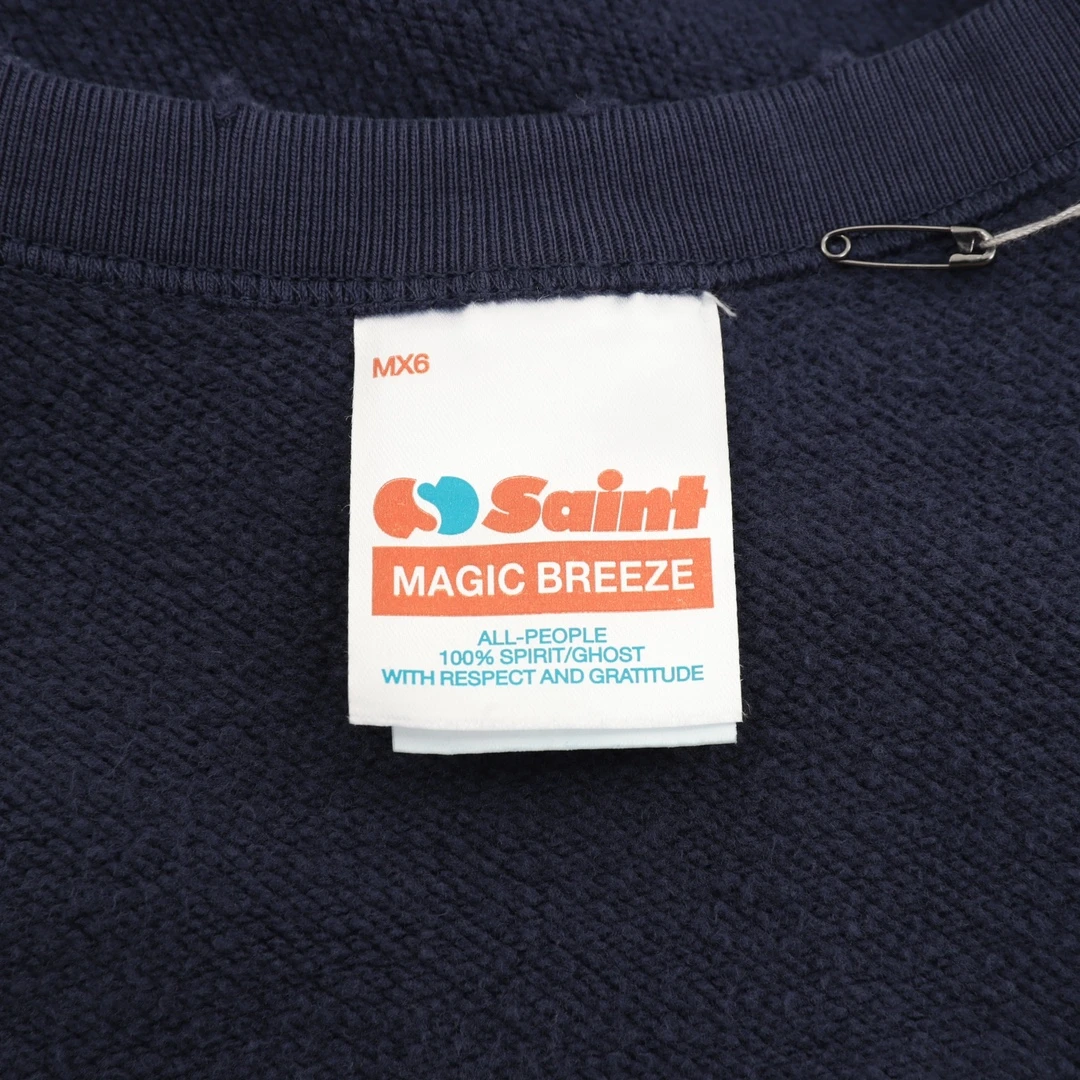 MX6
Saint
MAGIC BREEZE
ALL-PEOPLE
100% SPIRIT/GHOST
WITH RESPECT AND GRATITUDE